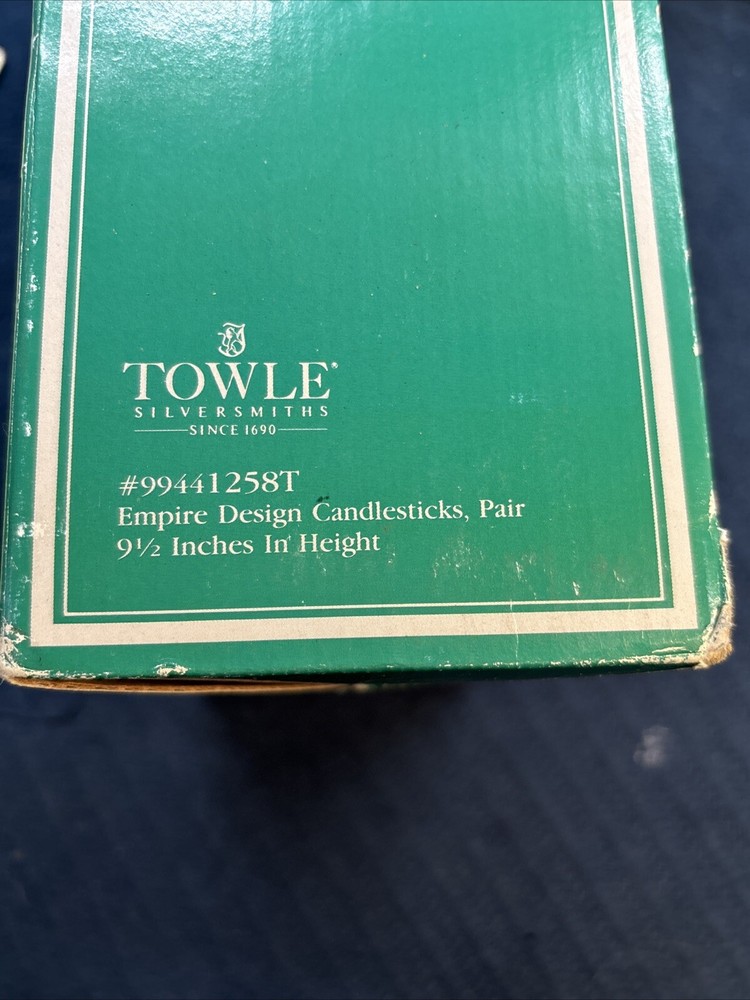 TOWLE®
SILVERSMITHS
SINCE 1690
#99441258T
Empire Design Candlesticks, Pair
9½ Inches In Height